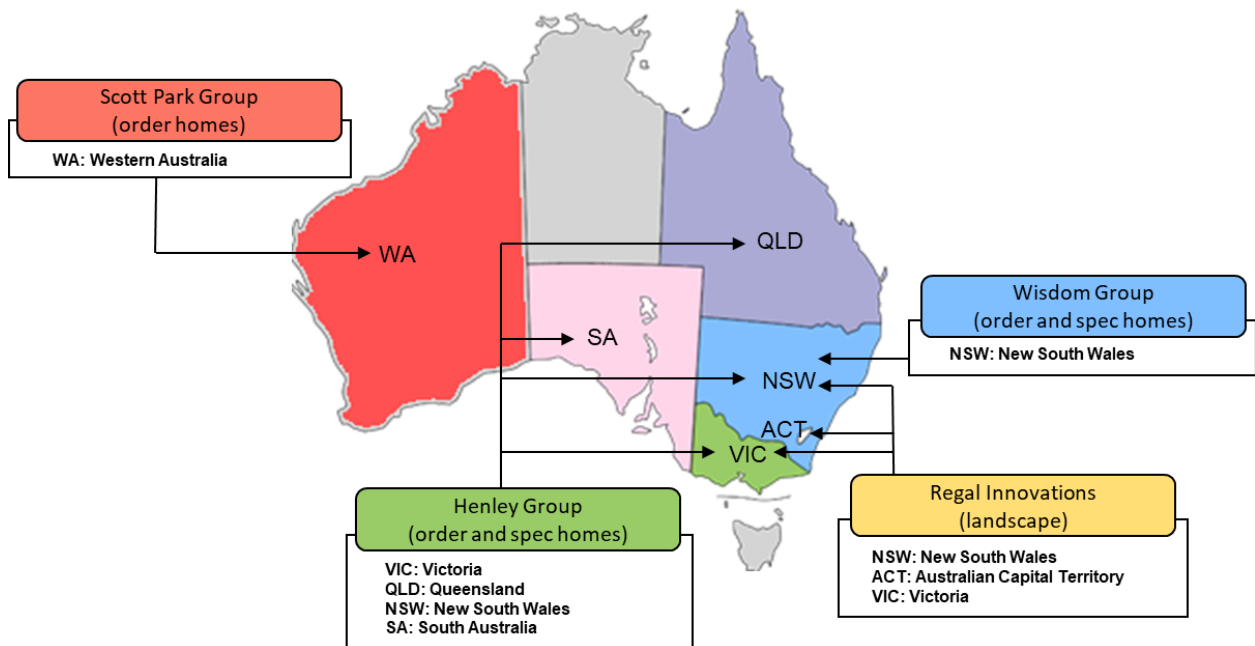 Scott Park Group
(order homes)
WA: Western Australia
WA
QLD
SA
NSW
ACT
VIC
Wisdom Group
(order and spec homes)
NSW: New South Wales
Henley Group
(order and spec homes)
VIC: Victoria
QLD: Queensland
NSW: New South Wales
SA: South Australia
Regal Innovations
(landscape)
NSW: New South Wales
ACT: Australian Capital Territory
VIC: Victoria